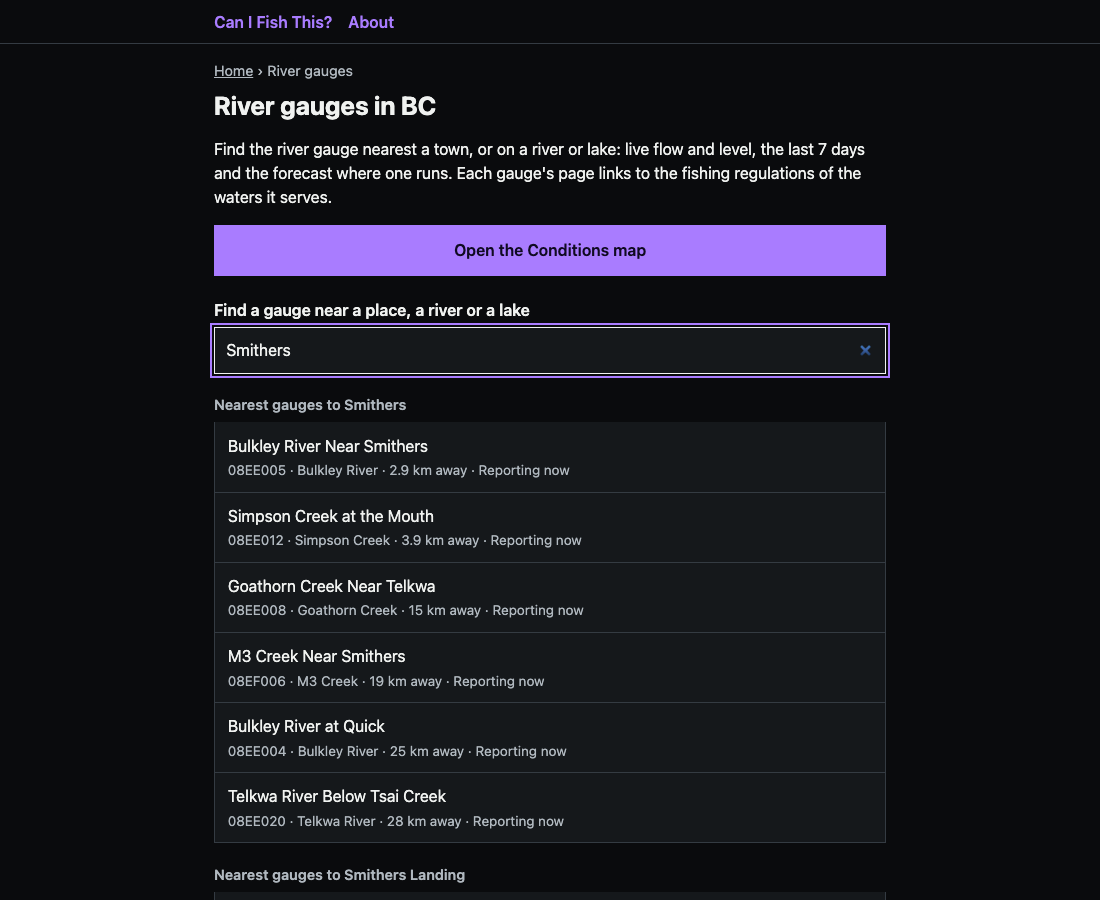 Can I Fish This? About
Home › River gauges
River gauges in BC
Find the river gauge nearest a town, or on a river or lake: live flow and level, the last 7 days
and the forecast where one runs. Each gauge's page links to the fishing regulations of the
waters it serves.
Open the Conditions map
Find a gauge near a place, a river or a lake
Smithers
Nearest gauges to Smithers
Bulkley River Near Smithers
08EE005 · Bulkley River · 2.9 km away · Reporting now
Simpson Creek at the Mouth
08EE012 · Simpson Creek · 3.9 km away · Reporting now
Goathorn Creek Near Telkwa
08EE008 · Goathorn Creek · 15 km away · Reporting now
M3 Creek Near Smithers
08EF006 · M3 Creek · 19 km away · Reporting now
Bulkley River at Quick
08EE004 · Bulkley River · 25 km away · Reporting now
Telkwa River Below Tsai Creek
08EE020 · Telkwa River · 28 km away · Reporting now
Nearest gauges to Smithers Landing